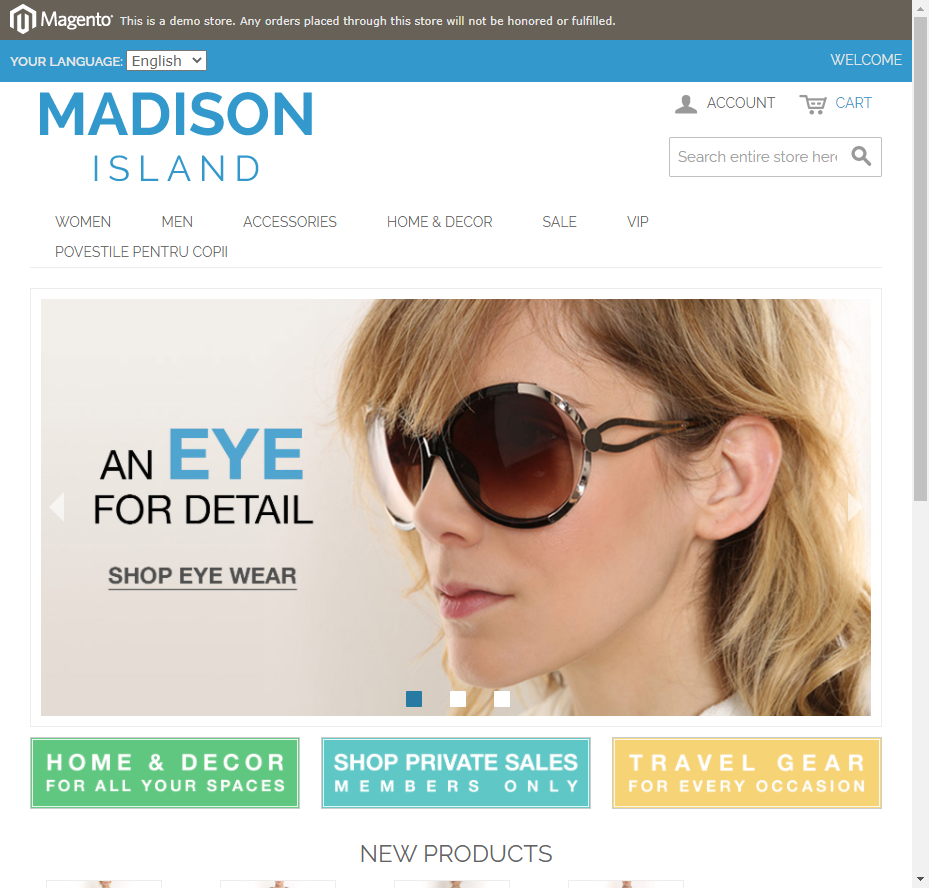 Magento This is a demo store. Any orders placed through this store will not be honored or fulfilled.
YOUR LANGUAGE: English WELCOME
MADISON
ISLAND
ACCOUNT CART
Search entire store here
WOMEN MEN ACCESSORIES HOME & DECOR SALE VIP
POVESTILE PENTRU COPII
AN EYE
FOR DETAIL
SHOP EYE WEAR
HOME & DECOR
FOR ALL YOUR SPACES
SHOP PRIVATE SALES
MEMBERS ONLY
TRAVEL GEAR
FOR EVERY OCCASION
NEW PRODUCTS